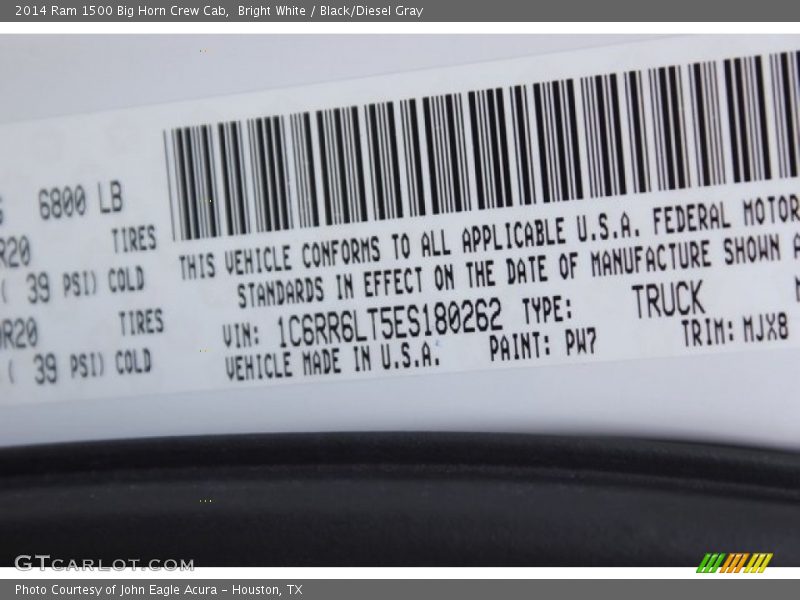 2014 Ram 1500 Big Horn Crew Cab,  Bright White / Black/Diesel Gray
6800 LB
R20 TIRES
( 39 PSI) COLD
R20 TIRES
( 39 PSI) COLD
THIS VEHICLE CONFORMS TO ALL APPLICABLE U.S.A. FEDERAL MOTOR
STANDARDS IN EFFECT ON THE DATE OF MANUFACTURE SHOWN
VIN: 1C6RR6LT5ES180262 TYPE: TRUCK
VEHICLE MADE IN U.S.A. PAINT: PW7 TRIM: MJX8
GTCARLOT.COM
Photo Courtesy of John Eagle Acura – Houston, TX